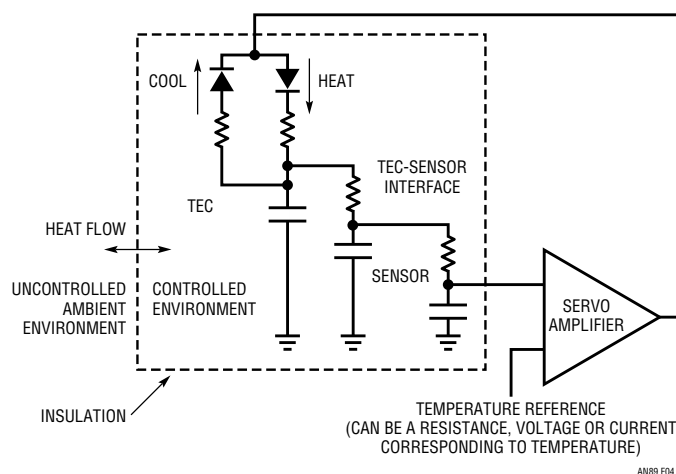 COOL
HEAT
TEC-SENSOR
INTERFACE
TEC
HEAT FLOW
SENSOR
UNCONTROLLED
AMBIENT
ENVIRONMENT
CONTROLLED
ENVIRONMENT
SERVO
AMPLIFIER
INSULATION
TEMPERATURE REFERENCE
(CAN BE A RESISTANCE, VOLTAGE OR CURRENT
CORRESPONDING TO TEMPERATURE)
AN89 F04